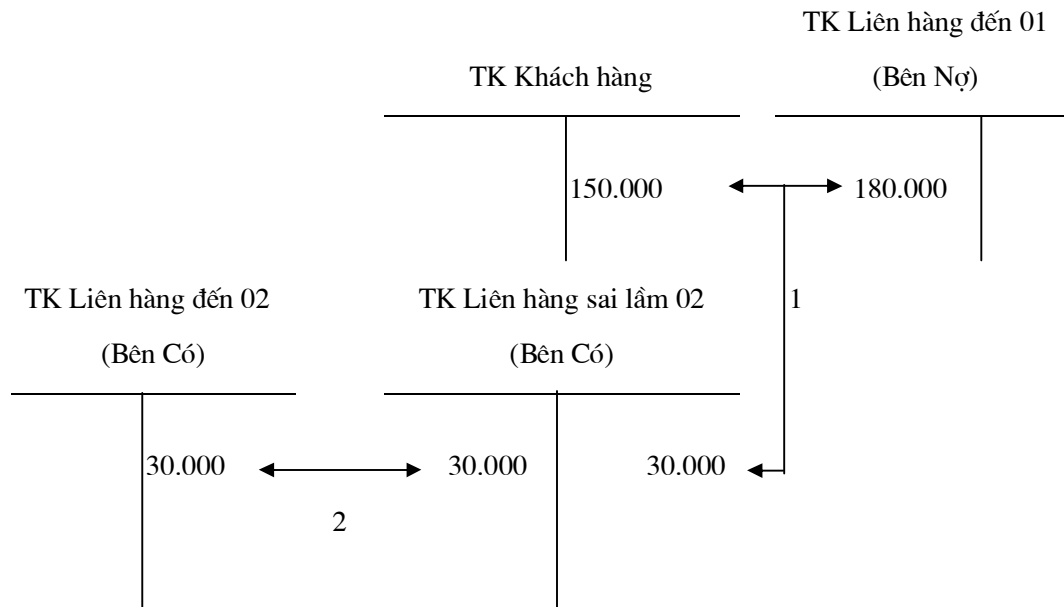 TK Liên hàng đến 01
TK Khách hàng
(Bên Nợ)
150.000
180.000
TK Liên hàng đến 02
TK Liên hàng sai lầm 02
1
(Bên Có)
(Bên Có)
30.000
30.000
30.000
2